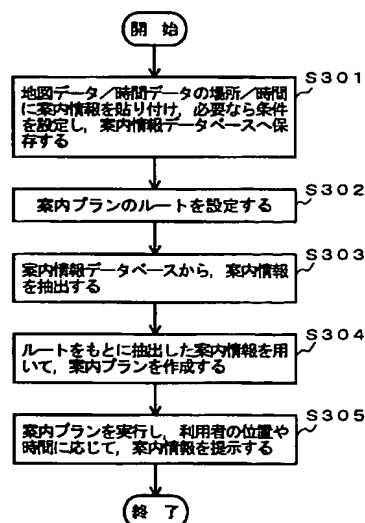 開 始
S301
地図データ／時間データの場所／時間
に案内情報を貼り付け，必要なら条件
を設定し，案内情報データベースへ保
存する
S302
案内プランのルートを設定する
S303
案内情報データベースから，案内情報
を抽出する
S304
ルートをもとに抽出した案内情報を用
いて，案内プランを作成する
S305
案内プランを実行し，利用者の位置や
時間に応じて，案内情報を提示する
終 了